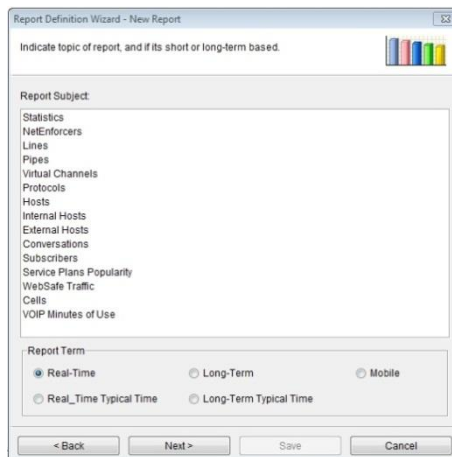 Report Definition Wizard - New Report
Indicate topic of report, and if its short or long-term based.
Report Subject:
Statistics
NetEnforcers
Lines
Pipes
Virtual Channels
Protocols
Hosts
Internal Hosts
External Hosts
Conversations
Subscribers
Service Plans Popularity
WebSafe Traffic
Cells
VOIP Minutes of Use
Report Term
Real-Time Long-Term Mobile
Real_Time Typical Time Long-Term Typical Time
< Back Next > Save Cancel